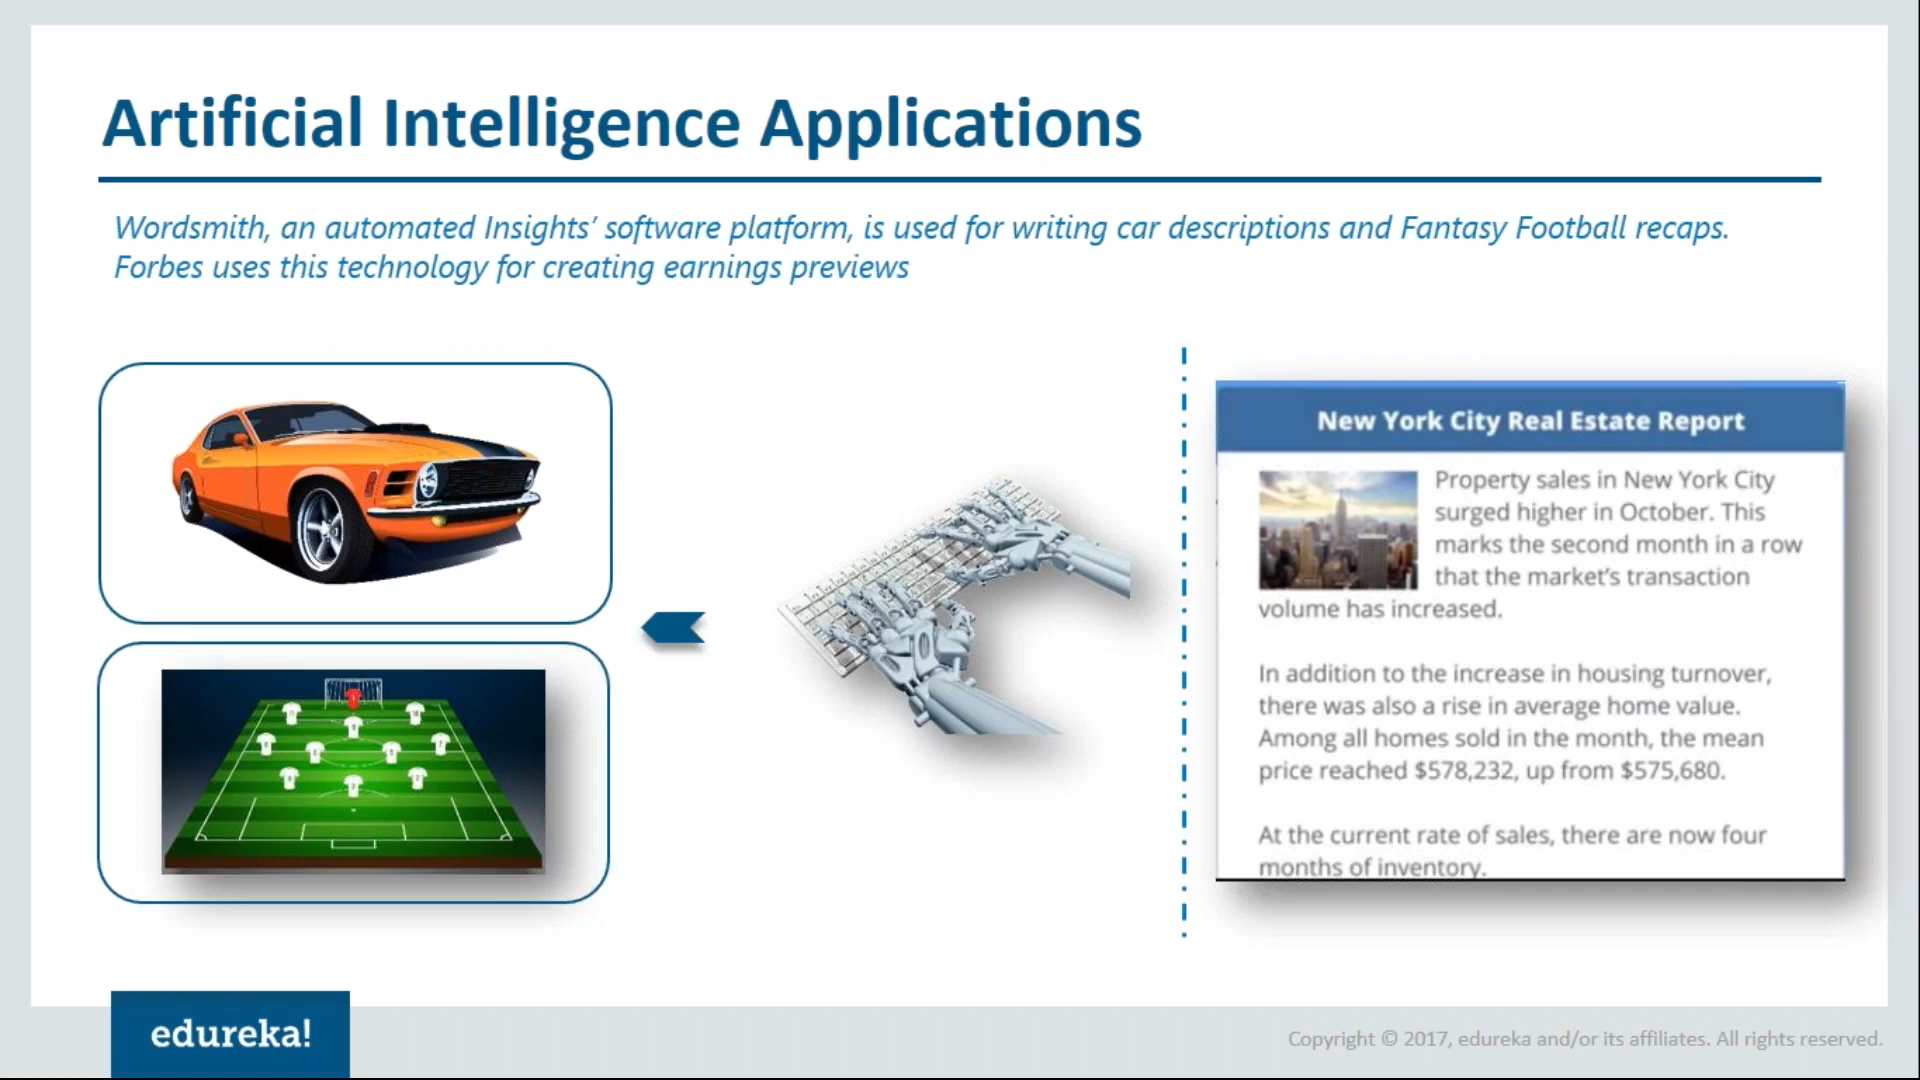 Artificial Intelligence Applications
Wordsmith, an automated Insights’ software platform, is used for writing car descriptions and Fantasy Football recaps.
Forbes uses this technology for creating earnings previews
New York City Real Estate Report
Property sales in New York City
surged higher in October. This
marks the second month in a row
that the market’s transaction
volume has increased.
In addition to the increase in housing turnover,
there was also a rise in average home value.
Among all homes sold in the month, the mean
price reached $578,232, up from $575,680.
At the current rate of sales, there are now four
months of inventory.
edureka!
Copyright © 2017, edureka and/or its affiliates. All rights reserved.